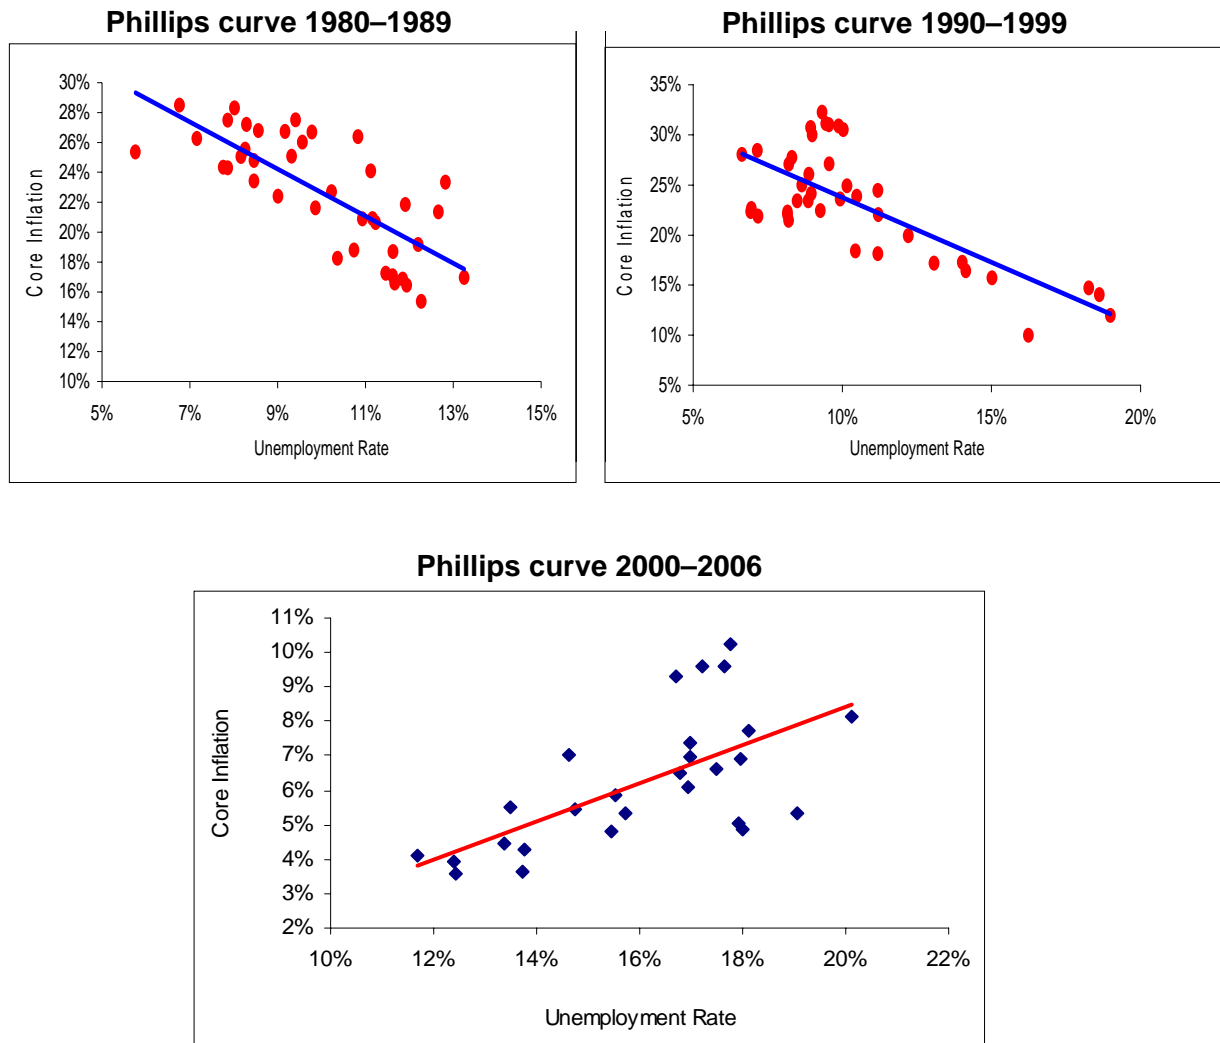 Phillips curve 1980–1989
30%
28%
26%
24%
22%
20%
18%
16%
14%
12%
10%
Core Inflation
5% 7% 9% 11% 13% 15%
Unemployment Rate
Phillips curve 1990–1999
35%
30%
25%
20%
15%
10%
5%
Core Inflation
5% 10% 15% 20%
Unemployment Rate
Phillips curve 2000–2006
11%
10%
9%
8%
7%
6%
5%
4%
3%
2%
Core Inflation
10% 12% 14% 16% 18% 20% 22%
Unemployment Rate